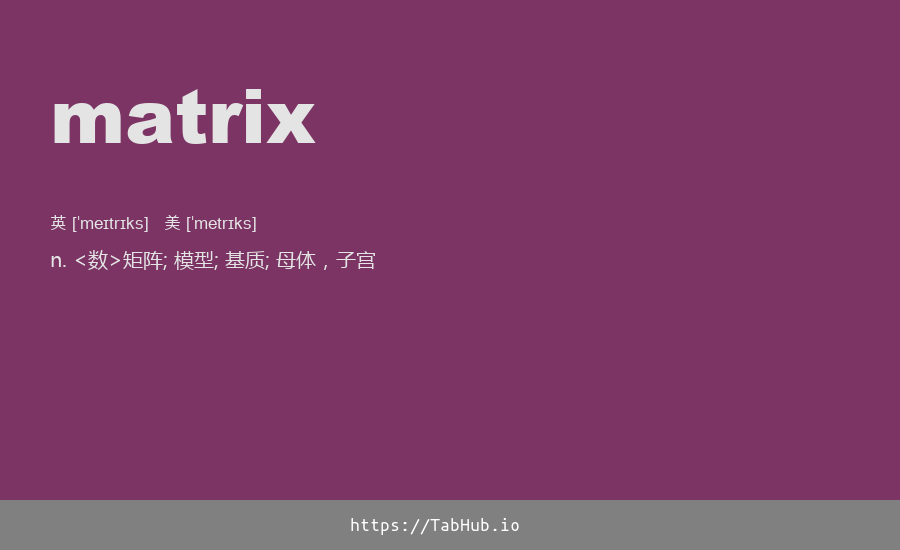 matrix
英 [ˈmeɪtrɪks] 美 [ˈmetrɪks]
n. <数>矩阵; 模型; 基质; 母体，子宫
https://TabHub.io